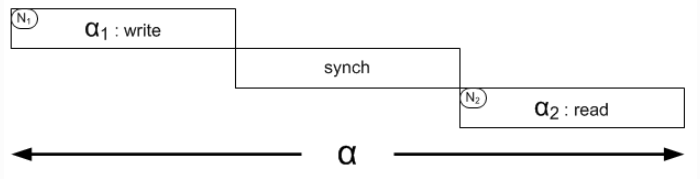 N₁
α₁ : write
synch
N₂
α₂ : read
α